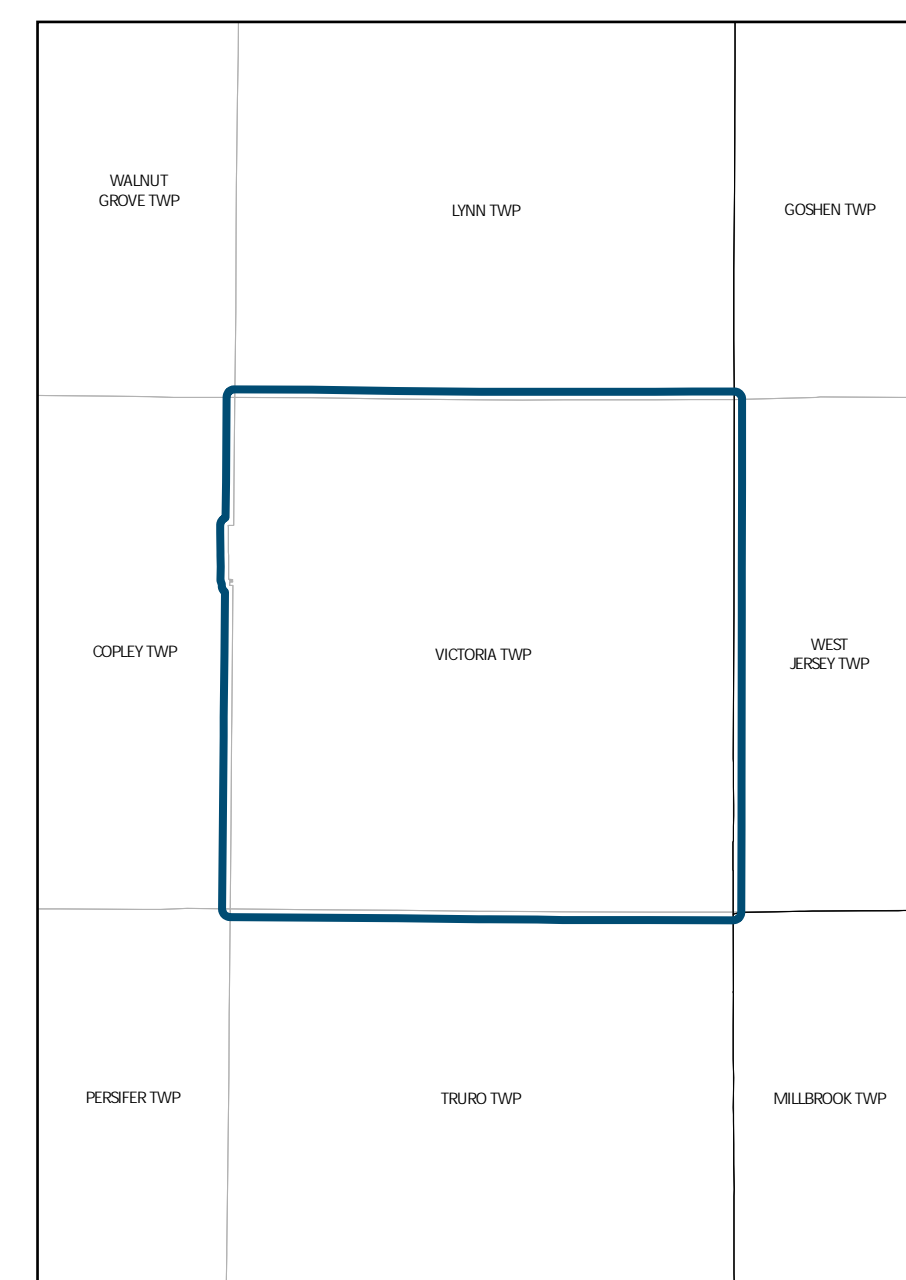 WALNUT
GROVE TWP
LYNN TWP
GOSHEN TWP
COPLEY TWP
VICTORIA TWP
WEST
JERSEY TWP
PERSIFER TWP
TRURO TWP
MILLBROOK TWP